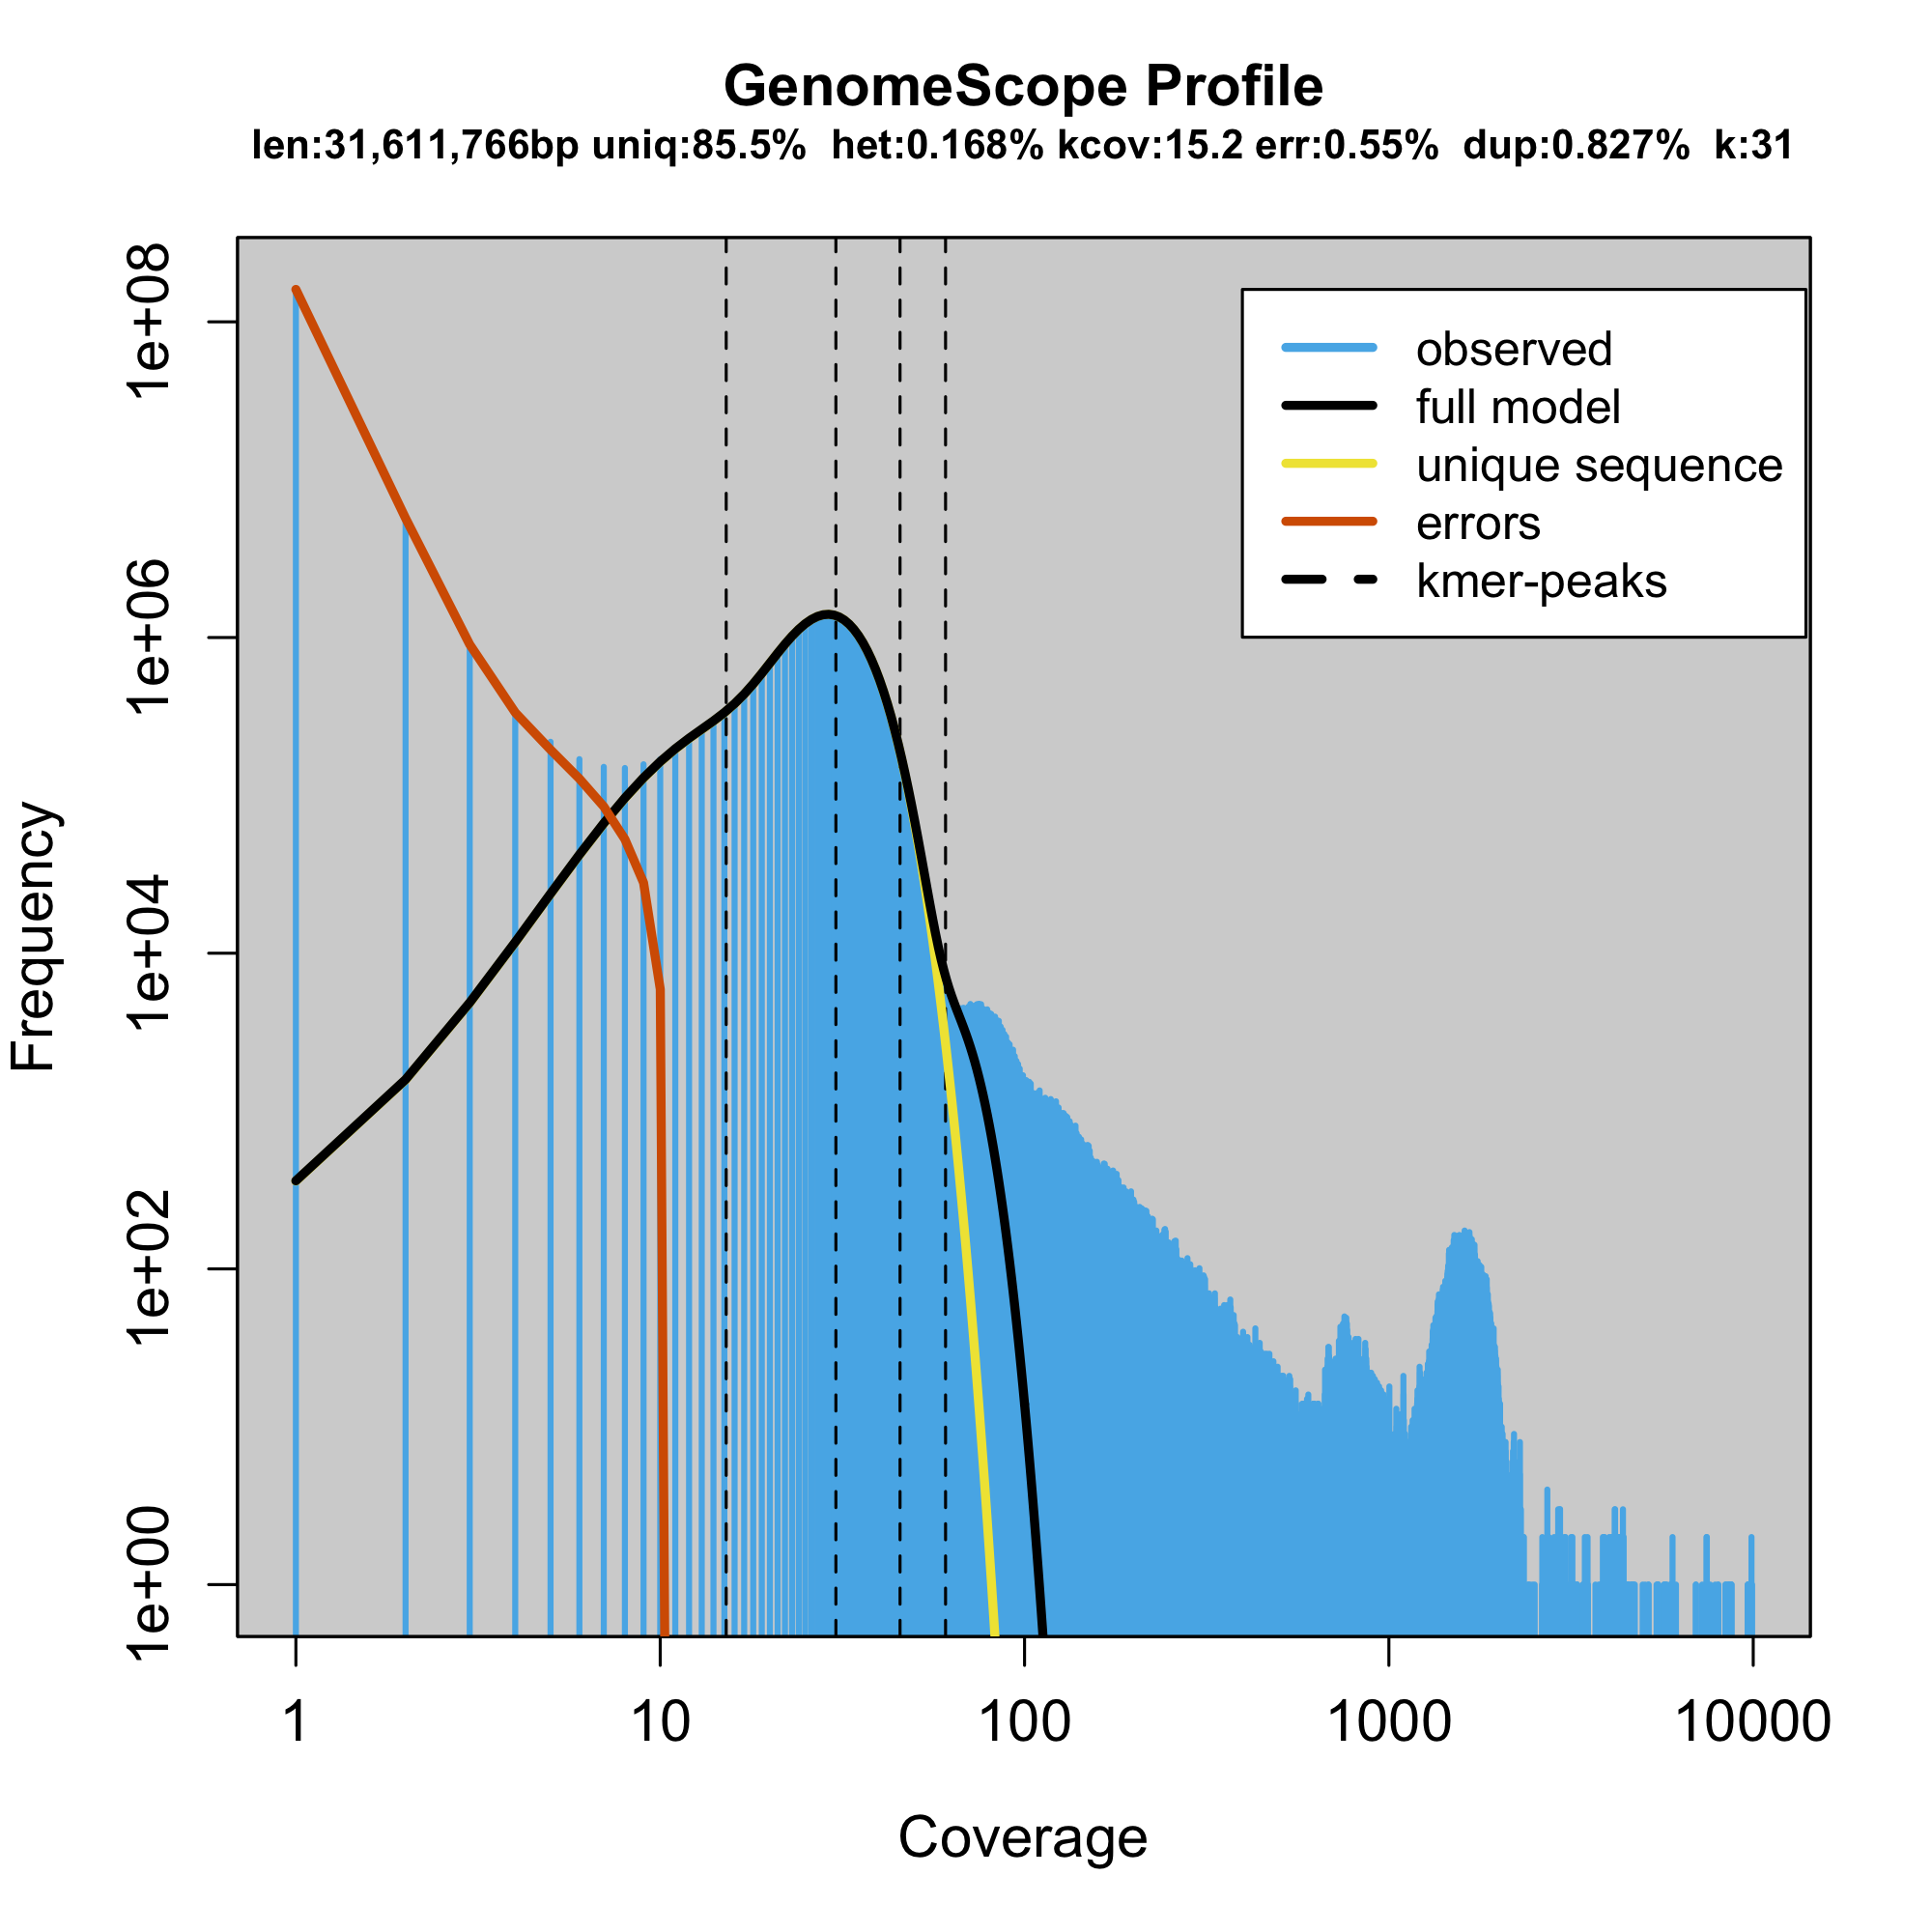 GenomeScope Profile
len:31,611,766bp uniq:85.5% het:0.168% kcov:15.2 err:0.55% dup:0.827% k:31
observed
full model
unique sequence
errors
kmer-peaks
Frequency
1e+08
1e+06
1e+04
1e+02
1e+00
1 10 100 1000 10000
Coverage